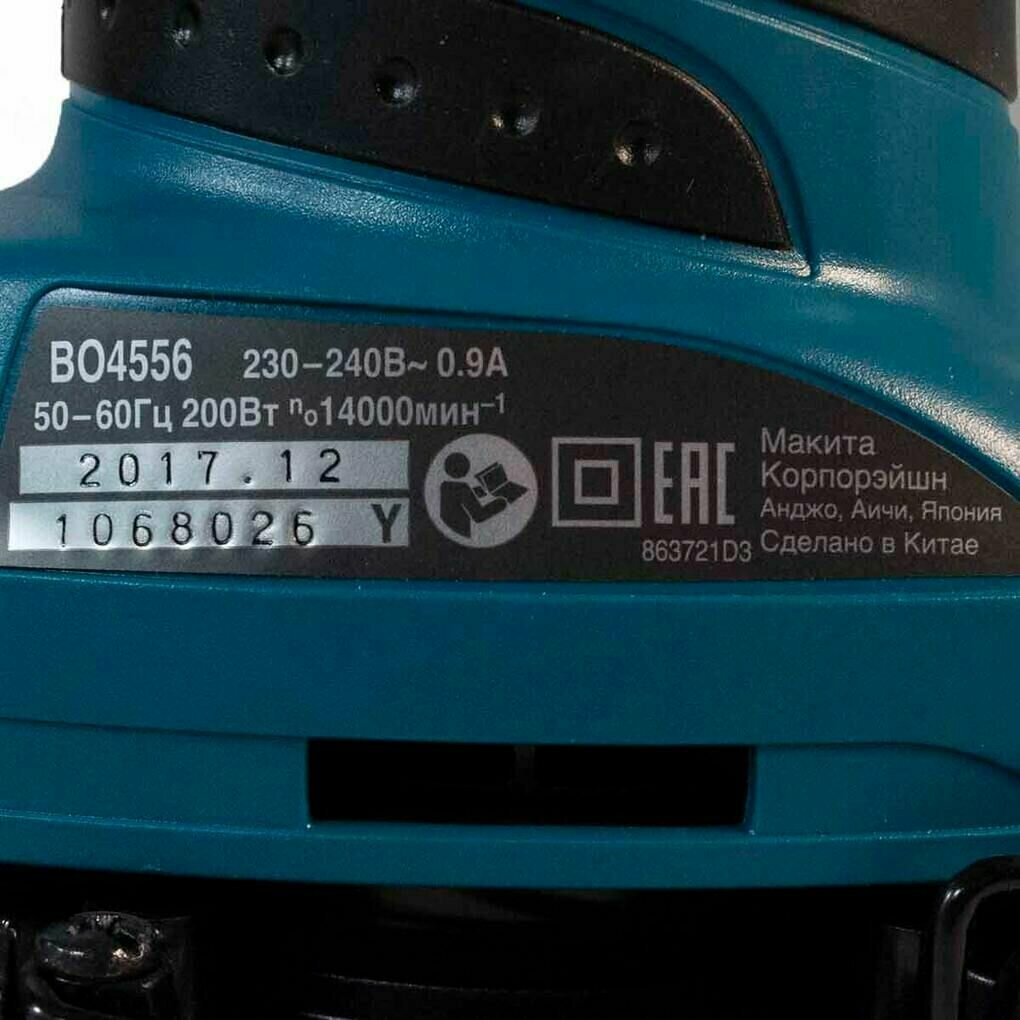 BO4556 230-240В~ 0.9А
50-60Гц 200Вт n₀14000мин⁻¹
2017.12
1068026 Y
EAC
863721D3
Макита
Корпорэйшн
Анджо, Аичи, Япония
Сделано в Китае